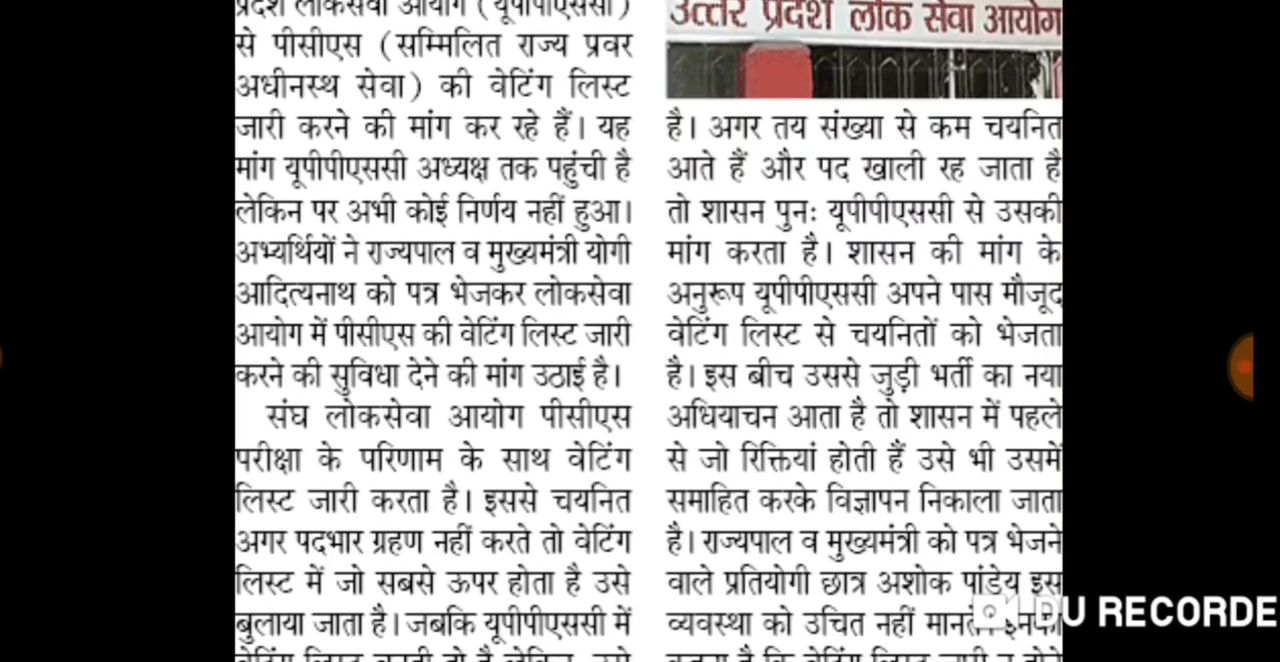 प्रदेश लोकसेवा आयोग (यूपीपीएससी)
से पीसीएस (सम्मिलित राज्य प्रवर
अधीनस्थ सेवा) की वेटिंग लिस्ट
जारी करने की मांग कर रहे हैं। यह
मांग यूपीपीएससी अध्यक्ष तक पहुंची है
लेकिन पर अभी कोई निर्णय नहीं हुआ।
अभ्यर्थियों ने राज्यपाल व मुख्यमंत्री योगी
आदित्यनाथ को पत्र भेजकर लोकसेवा
आयोग में पीसीएस की वेटिंग लिस्ट जारी
करने की सुविधा देने की मांग उठाई है।
संघ लोकसेवा आयोग पीसीएस
परीक्षा के परिणाम के साथ वेटिंग
लिस्ट जारी करता है। इससे चयनित
अगर पदभार ग्रहण नहीं करते तो वेटिंग
लिस्ट में जो सबसे ऊपर होता है उसे
बुलाया जाता है। जबकि यूपीपीएससी में
उत्तर प्रदेश लोक सेवा आयोग
है। अगर तय संख्या से कम चयनित
आते हैं और पद खाली रह जाता है
तो शासन पुनः यूपीपीएससी से उसकी
मांग करता है। शासन की मांग के
अनुरूप यूपीपीएससी अपने पास मौजूद
वेटिंग लिस्ट से चयनितों को भेजता
है। इस बीच उससे जुड़ी भर्ती का नया
अधियाचन आता है तो शासन में पहले
से जो रिक्तियां होती हैं उसे भी उसमें
समाहित करके विज्ञापन निकाला जाता
है। राज्यपाल व मुख्यमंत्री को पत्र भेजने
वाले प्रतियोगी छात्र अशोक पांडेय इस
व्यवस्था को उचित नहीं मानते। इनका
DU RECORDE